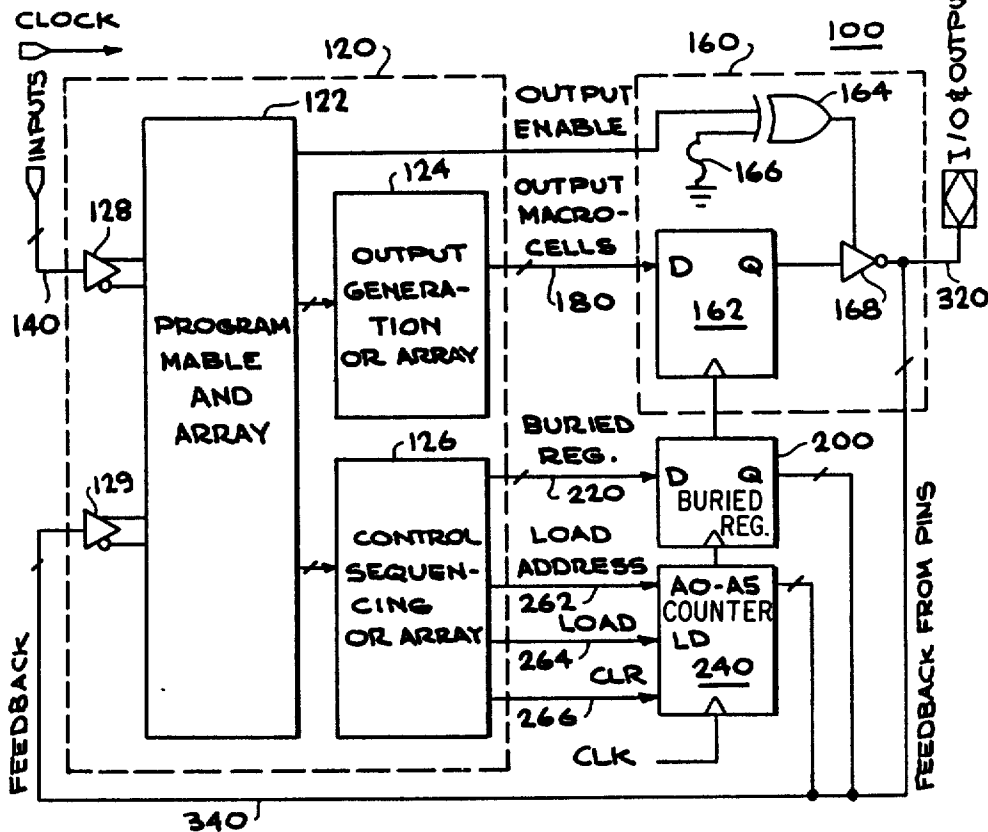 CLOCK
120
160
100
I/O & OUTPU
INPUTS
122
OUTPUT
ENABLE
164
166
124
OUTPUT
MACRO-
CELLS
128
OUTPUT
GENERA-
TION
OR ARRAY
D
Q
162
180
168
320
140
PROGRAM
MABLE
AND
ARRAY
126
BURIED
REG.
200
129
220
D
Q
BURIED
REG.
CONTROL
SEQUEN-
CING
OR ARRAY
LOAD
ADDRESS
262
A0-A5
COUNTER
LOAD
264
LD
CLR
266
240
CLK
FEEDBACK
FEEDBACK FROM PINS
340